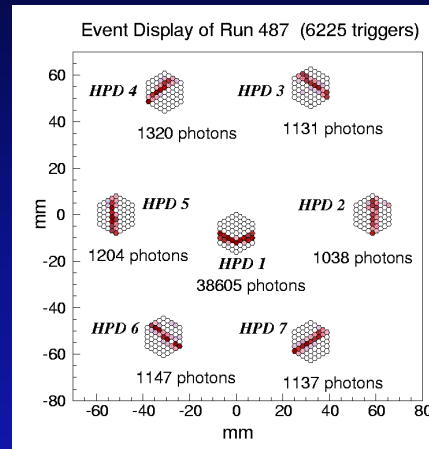 Event Display of Run 487 (6225 triggers)
60
HPD 4
HPD 3
40
1320 photons
1131 photons
20
HPD 5
HPD 2
0
mm
1204 photons
HPD 1
1038 photons
-20
38605 photons
-40
HPD 6
HPD 7
-60
1147 photons
1137 photons
-80
-60 -40 -20 0 20 40 60 80
mm